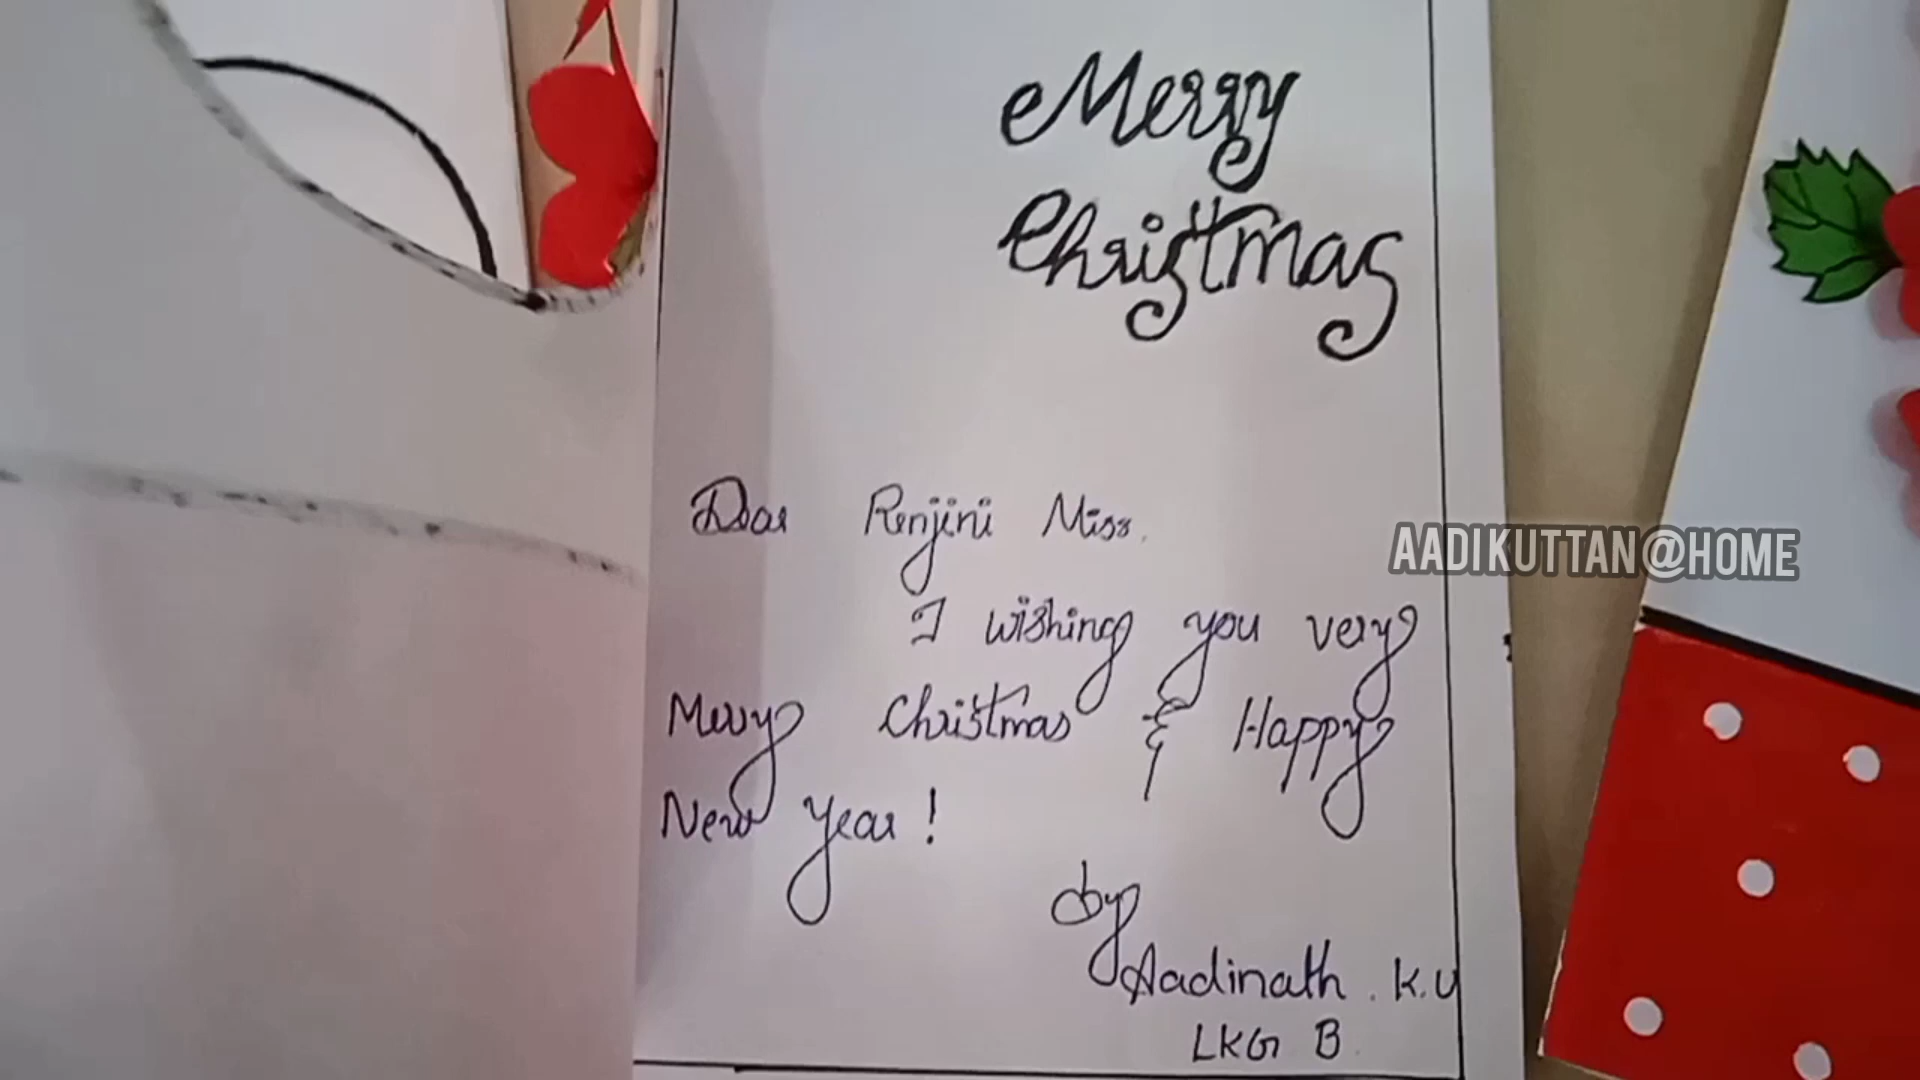 Merry
Christmas
Dear Renjini Miss.
I wishing you very
Merry Christmas & Happy
New Year!
by
Aadinath . K.U
LKG B
AADIKUTTAN@HOME